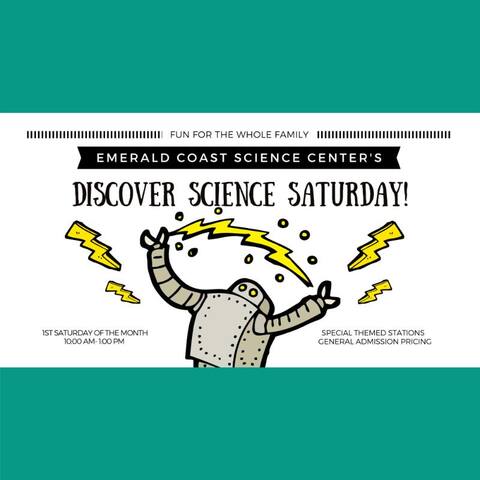 FUN FOR THE WHOLE FAMILY
EMERALD COAST SCIENCE CENTER'S
DISCOVER SCIENCE SATURDAY!
1ST SATURDAY OF THE MONTH
10:00 AM- 1:00 PM
SPECIAL THEMED STATIONS
GENERAL ADMISSION PRICING